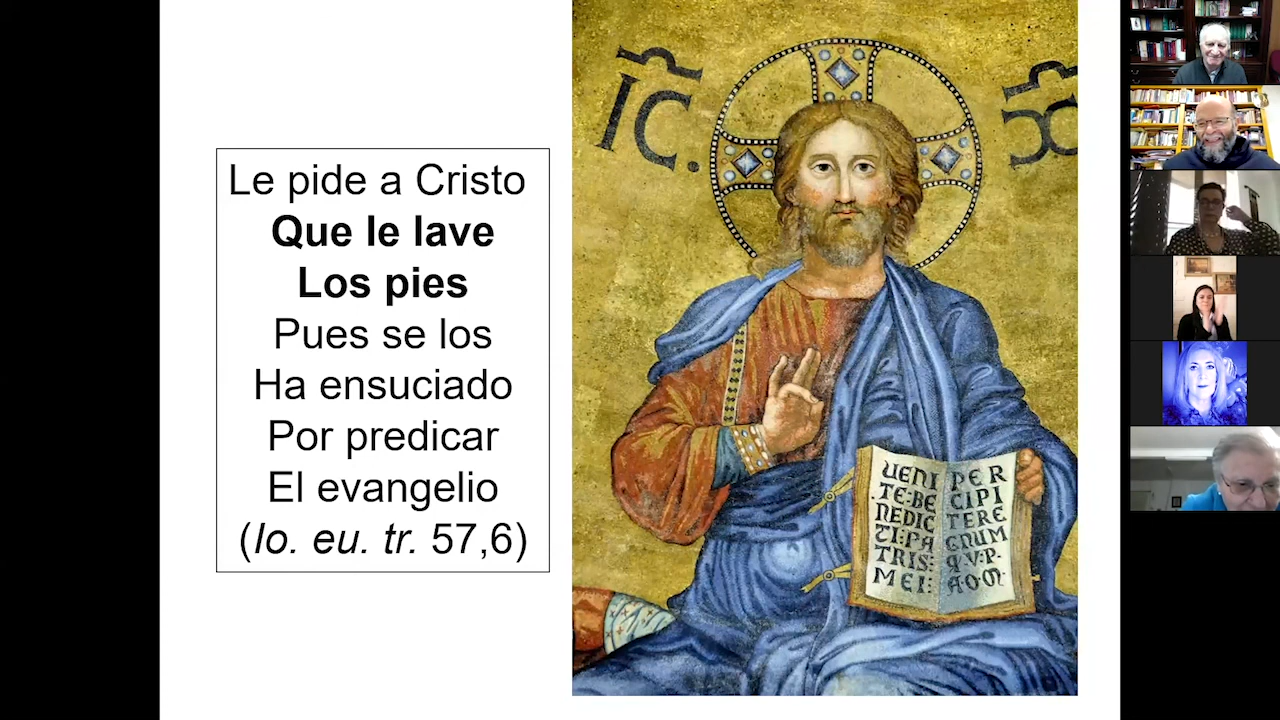 Le pide a Cristo
Que le lave
Los pies
Pues se los
Ha ensuciado
Por predicar
El evangelio
(Io. eu. tr. 57,6)
IC. XC
UENI
.TE:BE
NEDIC
TI:PA
TRIS:
MEI:
PER
CIPI
TERE
GNUM
q·V·P·
A·O·M·